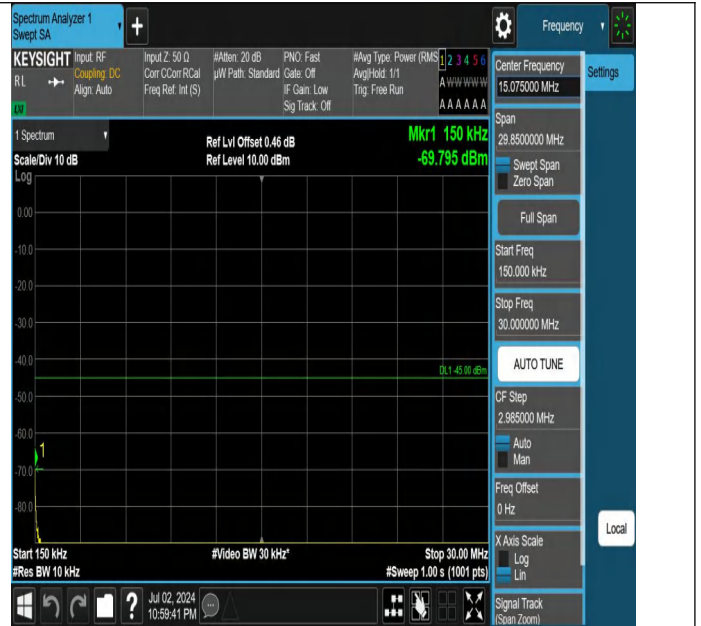 Spectrum Analyzer 1
Swept SA
+
Frequency
KEYSIGHT
RL
LXI
Input: RF
Coupling: DC
Align: Auto
Input Z: 50 Ω
Corr CCorr RCal
Freq Ref: Int (S)
#Atten: 20 dB
µW Path: Standard
PNO: Fast
Gate: Off
IF Gain: Low
Sig Track: Off
#Avg Type: Power (RMS
Avg|Hold: 1/1
Trig: Free Run
1 2 3 4 5 6
A W W W W W
A A A A A A
1 Spectrum
Scale/Div 10 dB
Log
Ref Lvl Offset 0.46 dB
Ref Level 10.00 dBm
Mkr1 150 kHz
-69.795 dBm
0.00
-10.0
-20.0
-30.0
-40.0
DL1 -45.00 dBm
-50.0
-60.0
1
-70.0
-80.0
Start 150 kHz
#Res BW 10 kHz
#Video BW 30 kHz*
Stop 30.00 MHz
#Sweep 1.00 s (1001 pts)
Center Frequency
15.075000 MHz
Settings
Span
29.8500000 MHz
Swept Span
Zero Span
Full Span
Start Freq
150.000 kHz
Stop Freq
30.000000 MHz
AUTO TUNE
CF Step
2.985000 MHz
Auto
Man
Freq Offset
0 Hz
X Axis Scale
Log
Lin
Local
Signal Track
(Span Zoom)
?
Jul 02, 2024
10:59:41 PM